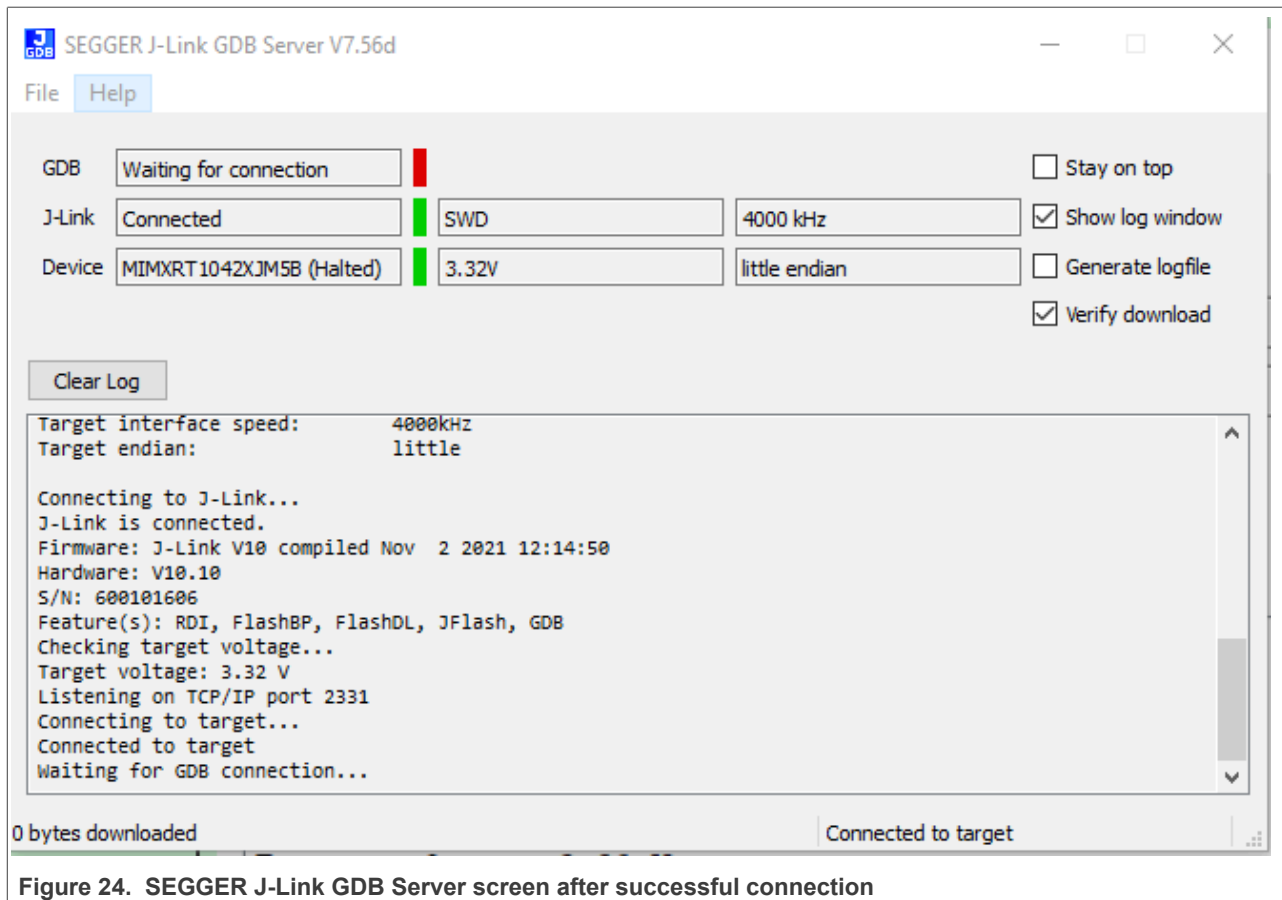 J
GDB
SEGGER J-Link GDB Server V7.56d
File Help
GDB Waiting for connection Stay on top
J-Link Connected SWD 4000 kHz Show log window
Device MIMXRT1042XJM5B (Halted) 3.32V little endian Generate logfile
Verify download
Clear Log
Target interface speed: 4000kHz
Target endian: little
Connecting to J-Link...
J-Link is connected.
Firmware: J-Link V10 compiled Nov  2 2021 12:14:50
Hardware: V10.10
S/N: 600101606
Feature(s): RDI, FlashBP, FlashDL, JFlash, GDB
Checking target voltage...
Target voltage: 3.32 V
Listening on TCP/IP port 2331
Connecting to target...
Connected to target
Waiting for GDB connection...
0 bytes downloaded Connected to target
Figure 24. SEGGER J-Link GDB Server screen after successful connection